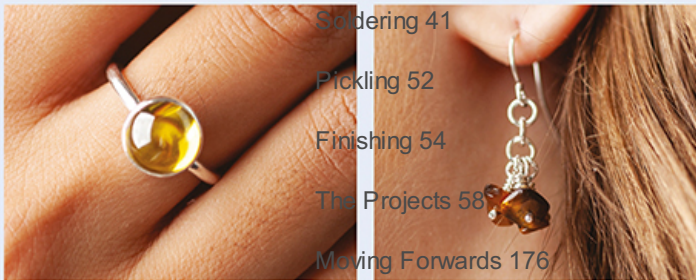 Soldering 41
Pickling 52
Finishing 54
The Projects 58
Moving Forwards 176